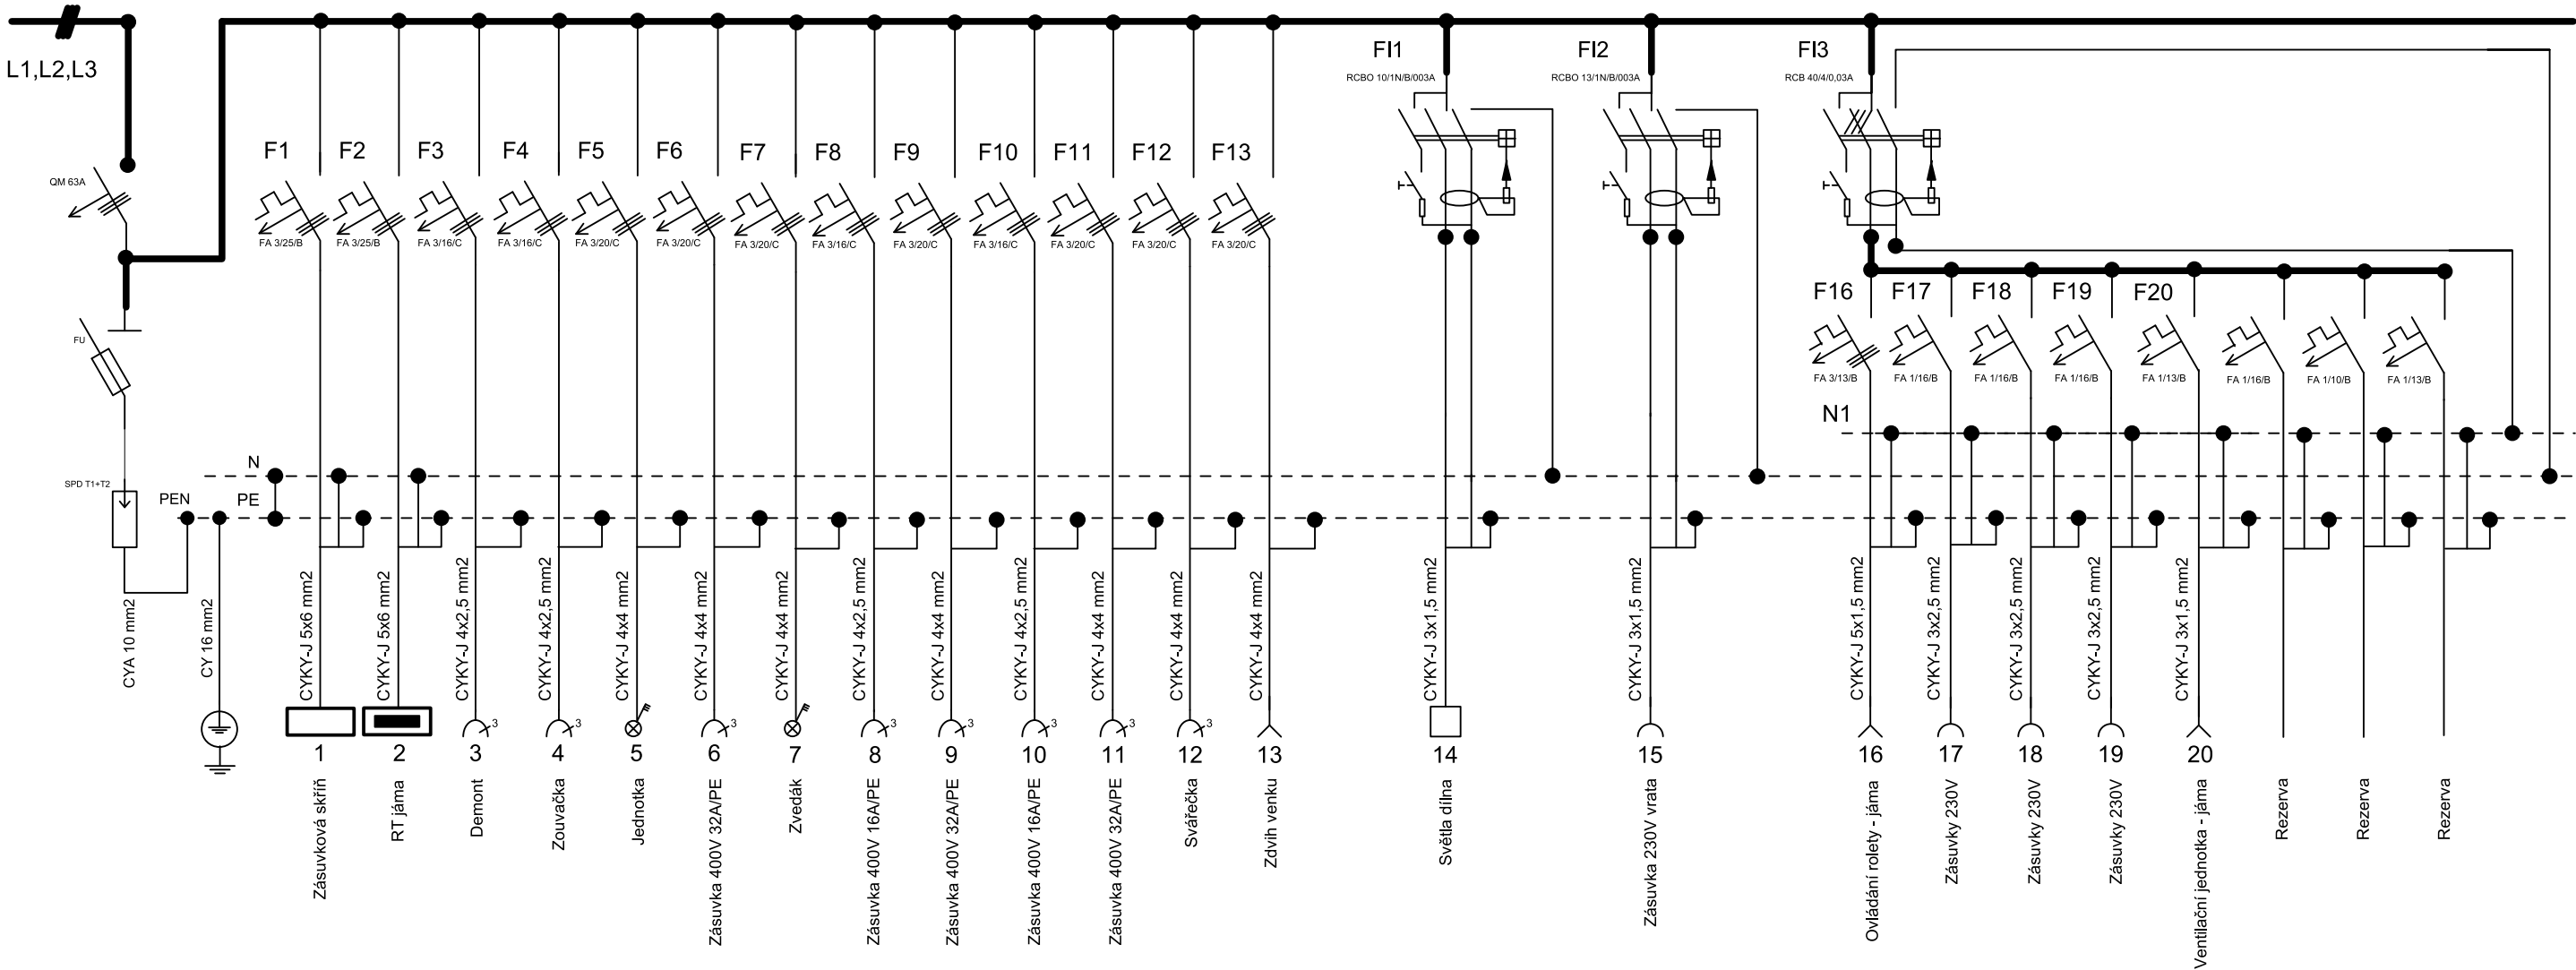 L1,L2,L3
QM 63A
FU
SPD T1+T2
PEN
N
PE
CYA 10 mm2
CY 16 mm2
F1
F2
F3
F4
F5
F6
F7
F8
F9
F10
F11
F12
F13
FA 3/25/B
FA 3/25/B
FA 3/16/C
FA 3/16/C
FA 3/20/C
FA 3/20/C
FA 3/20/C
FA 3/16/C
FA 3/20/C
FA 3/16/C
FA 3/20/C
FA 3/20/C
FA 3/20/C
FI1
RCBO 10/1N/B/003A
FI2
RCBO 13/1N/B/003A
FI3
RCB 40/4/0,03A
F16
F17
F18
F19
F20
FA 3/13/B
FA 1/16/B
FA 1/16/B
FA 1/16/B
FA 1/13/B
FA 1/16/B
FA 1/10/B
FA 1/13/B
N1
CYKY-J 5x6 mm2
CYKY-J 5x6 mm2
CYKY-J 4x2,5 mm2
CYKY-J 4x2,5 mm2
CYKY-J 4x4 mm2
CYKY-J 4x4 mm2
CYKY-J 4x4 mm2
CYKY-J 4x2,5 mm2
CYKY-J 4x4 mm2
CYKY-J 4x2,5 mm2
CYKY-J 4x4 mm2
CYKY-J 4x4 mm2
CYKY-J 4x4 mm2
CYKY-J 3x1,5 mm2
CYKY-J 3x1,5 mm2
CYKY-J 5x1,5 mm2
CYKY-J 3x2,5 mm2
CYKY-J 3x2,5 mm2
CYKY-J 3x2,5 mm2
CYKY-J 3x1,5 mm2
3
3
3
3
3
3
3
3
1
2
3
4
5
6
7
8
9
10
11
12
13
14
15
16
17
18
19
20
Zásuvková skříň
RT jáma
Demont
Zouvačka
Jednotka
Zásuvka 400V 32A/PE
Zvedák
Zásuvka 400V 16A/PE
Zásuvka 400V 32A/PE
Zásuvka 400V 16A/PE
Zásuvka 400V 32A/PE
Svářečka
Zdvih venku
Světla dílna
Zásuvka 230V vrata
Ovládání rolety - jáma
Zásuvky 230V
Zásuvky 230V
Zásuvky 230V
Ventilační jednotka - jáma
Rezerva
Rezerva
Rezerva